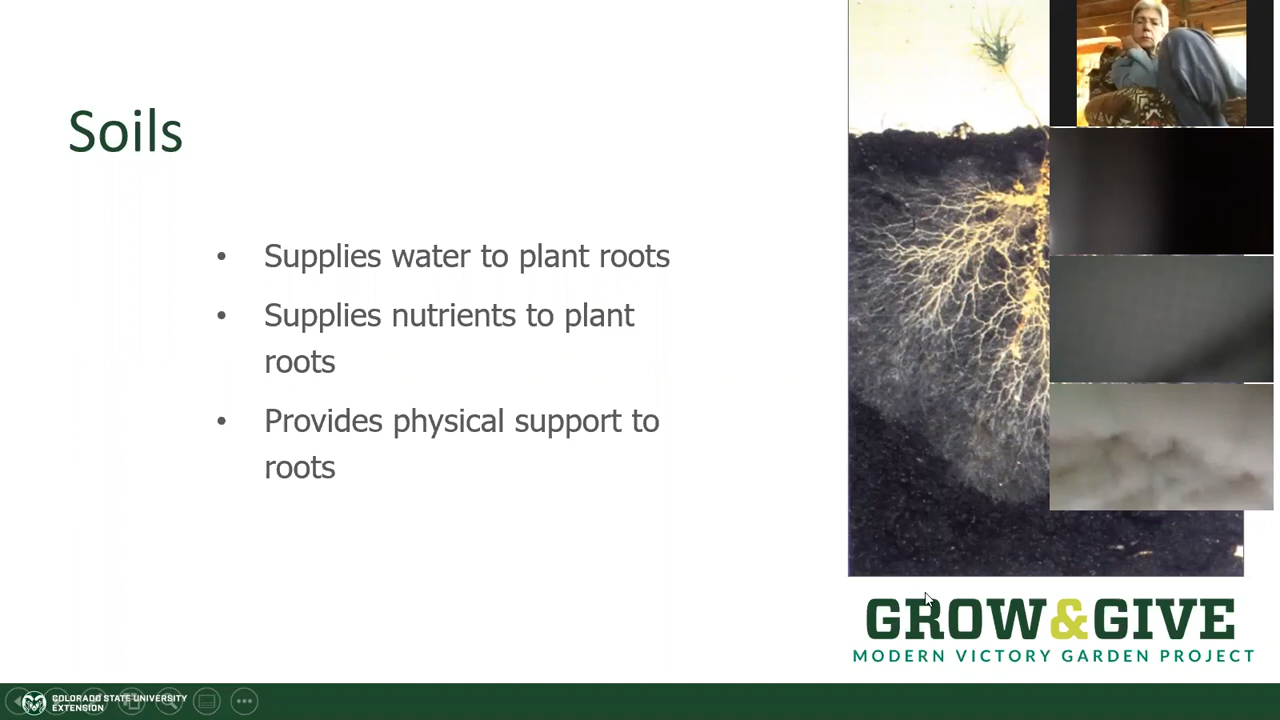 Soils
• Supplies water to plant roots
• Supplies nutrients to plant
roots
• Provides physical support to
roots
GROW&GIVE
MODERN VICTORY GARDEN PROJECT
COLORADO STATE UNIVERSITY
EXTENSION